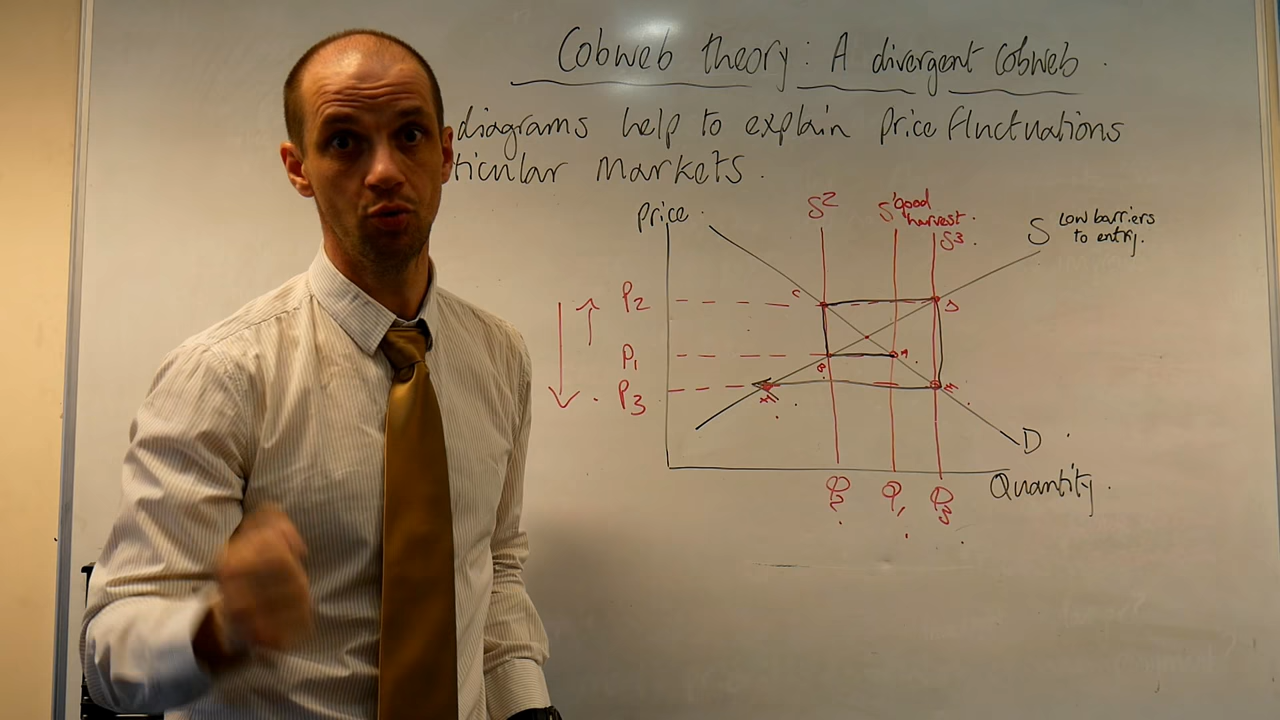 Cobweb theory: A divergent Cobweb.
diagrams help to explain price fluctuations
ticular markets.
Price
S² S¹ good harvest. S³.
S Low barriers to entry.
P2
C D
P1
B A
P3
E
D
Q2 Q1 Q3
Quantity.